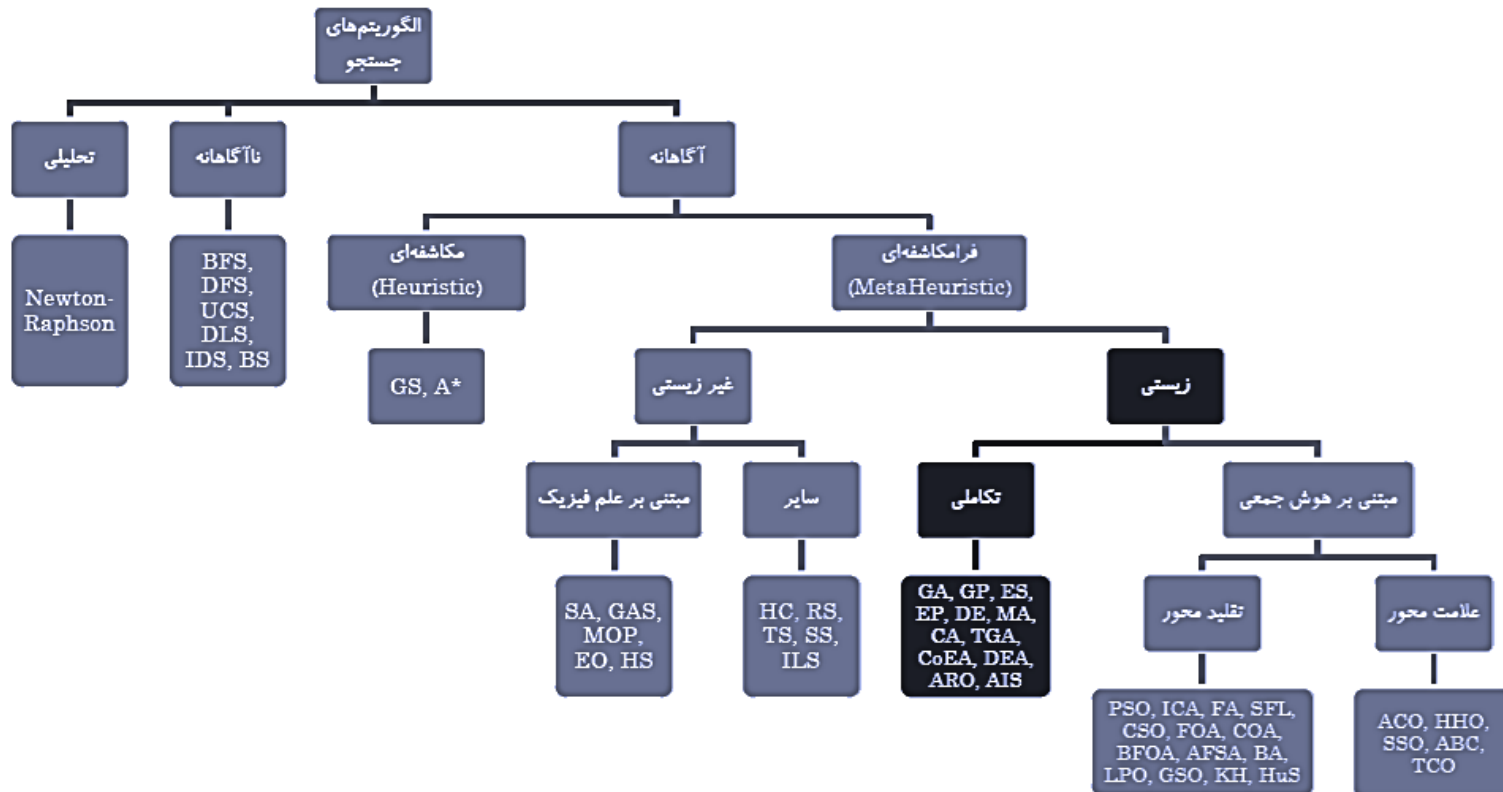 الگوریتم‌های
جستجو
تحلیلی
ناآگاهانه
آگاهانه
Newton-
Raphson
BFS,
DFS,
UCS,
DLS,
IDS, BS
مکاشفه‌ای
(Heuristic)
فرامکاشفه‌ای
(MetaHeuristic)
GS, A*
غیر زیستی
زیستی
مبتنی بر علم فیزیک
سایر
تکاملی
مبتنی بر هوش جمعی
SA, GAS,
MOP,
EO, HS
HC, RS,
TS, SS,
ILS
GA, GP, ES,
EP, DE, MA,
CA, TGA,
CoEA, DEA,
ARO, AIS
تقلید محور
علامت محور
PSO, ICA, FA, SFL,
CSO, FOA, COA,
BFOA, AFSA, BA,
LPO, GSO, KH, HuS
ACO, HHO,
SSO, ABC,
TCO